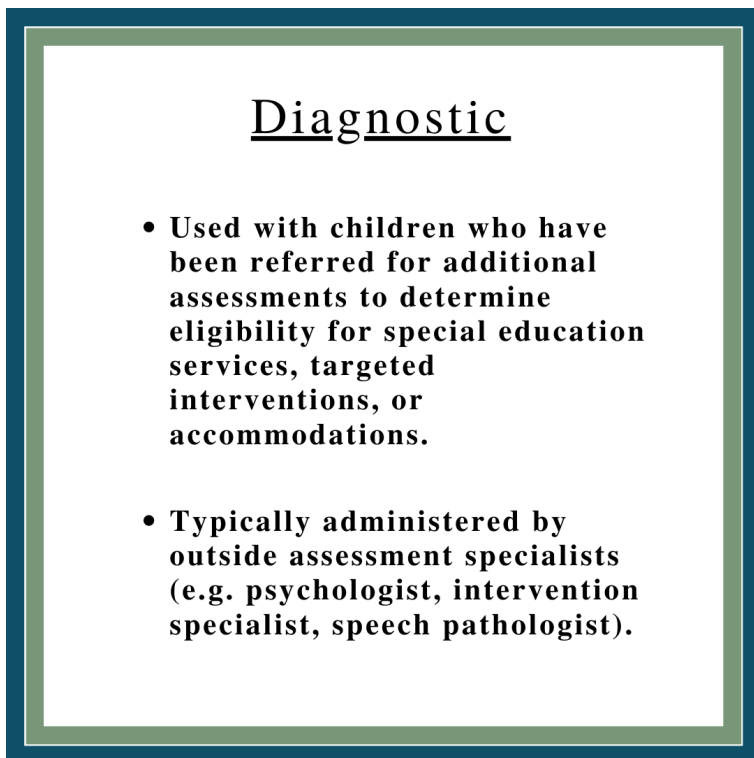 Diagnostic
• Used with children who have
been referred for additional
assessments to determine
eligibility for special education
services, targeted
interventions, or
accommodations.
• Typically administered by
outside assessment specialists
(e.g. psychologist, intervention
specialist, speech pathologist).